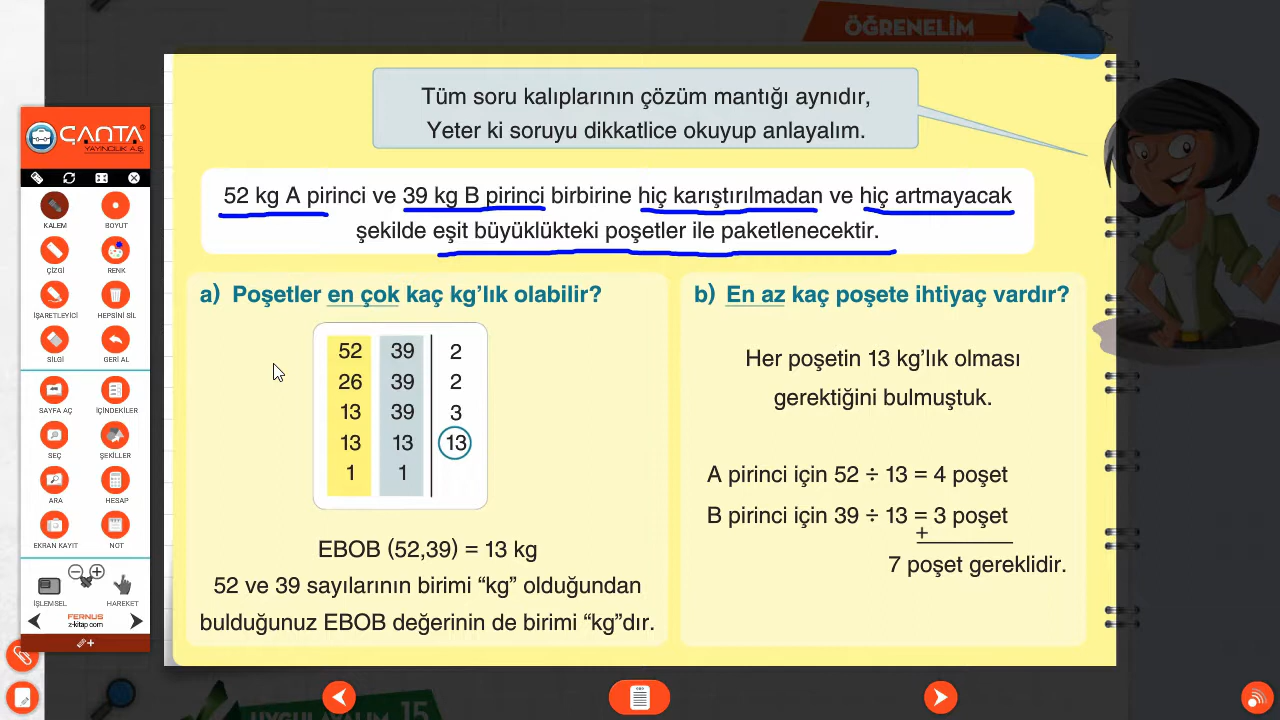 ÖĞRENELİM
Tüm soru kalıplarının çözüm mantığı aynıdır,
Yeter ki soruyu dikkatlice okuyup anlayalım.
52 kg A pirinci ve 39 kg B pirinci birbirine hiç karıştırılmadan ve hiç artmayacak
şekilde eşit büyüklükteki poşetler ile paketlenecektir.
a) Poşetler en çok kaç kg’lık olabilir?
52 39 2
26 39 2
13 39 3
13 13 13
1 1
EBOB (52,39) = 13 kg
52 ve 39 sayılarının birimi “kg” olduğundan
bulduğunuz EBOB değerinin de birimi “kg”dır.
b) En az kaç poşete ihtiyaç vardır?
Her poşetin 13 kg’lık olması
gerektiğini bulmuştuk.
A pirinci için 52 ÷ 13 = 4 poşet
B pirinci için 39 ÷ 13 = 3 poşet
+
7 poşet gereklidir.
ÇANTA
YAYINCILIK A.Ş.
KALEM BOYUT
ÇİZGİ RENK
İŞARETLEYİCİ HEPSİNİ SİL
SİLGİ GERİ AL
SAYFA AÇ İÇİNDEKİLER
SEÇ ŞEKİLLER
ARA HESAP
EKRAN KAYIT NOT
İŞLEMSEL HAREKET
FERNUS
z-kitap.com
UYGULAYALIM 15